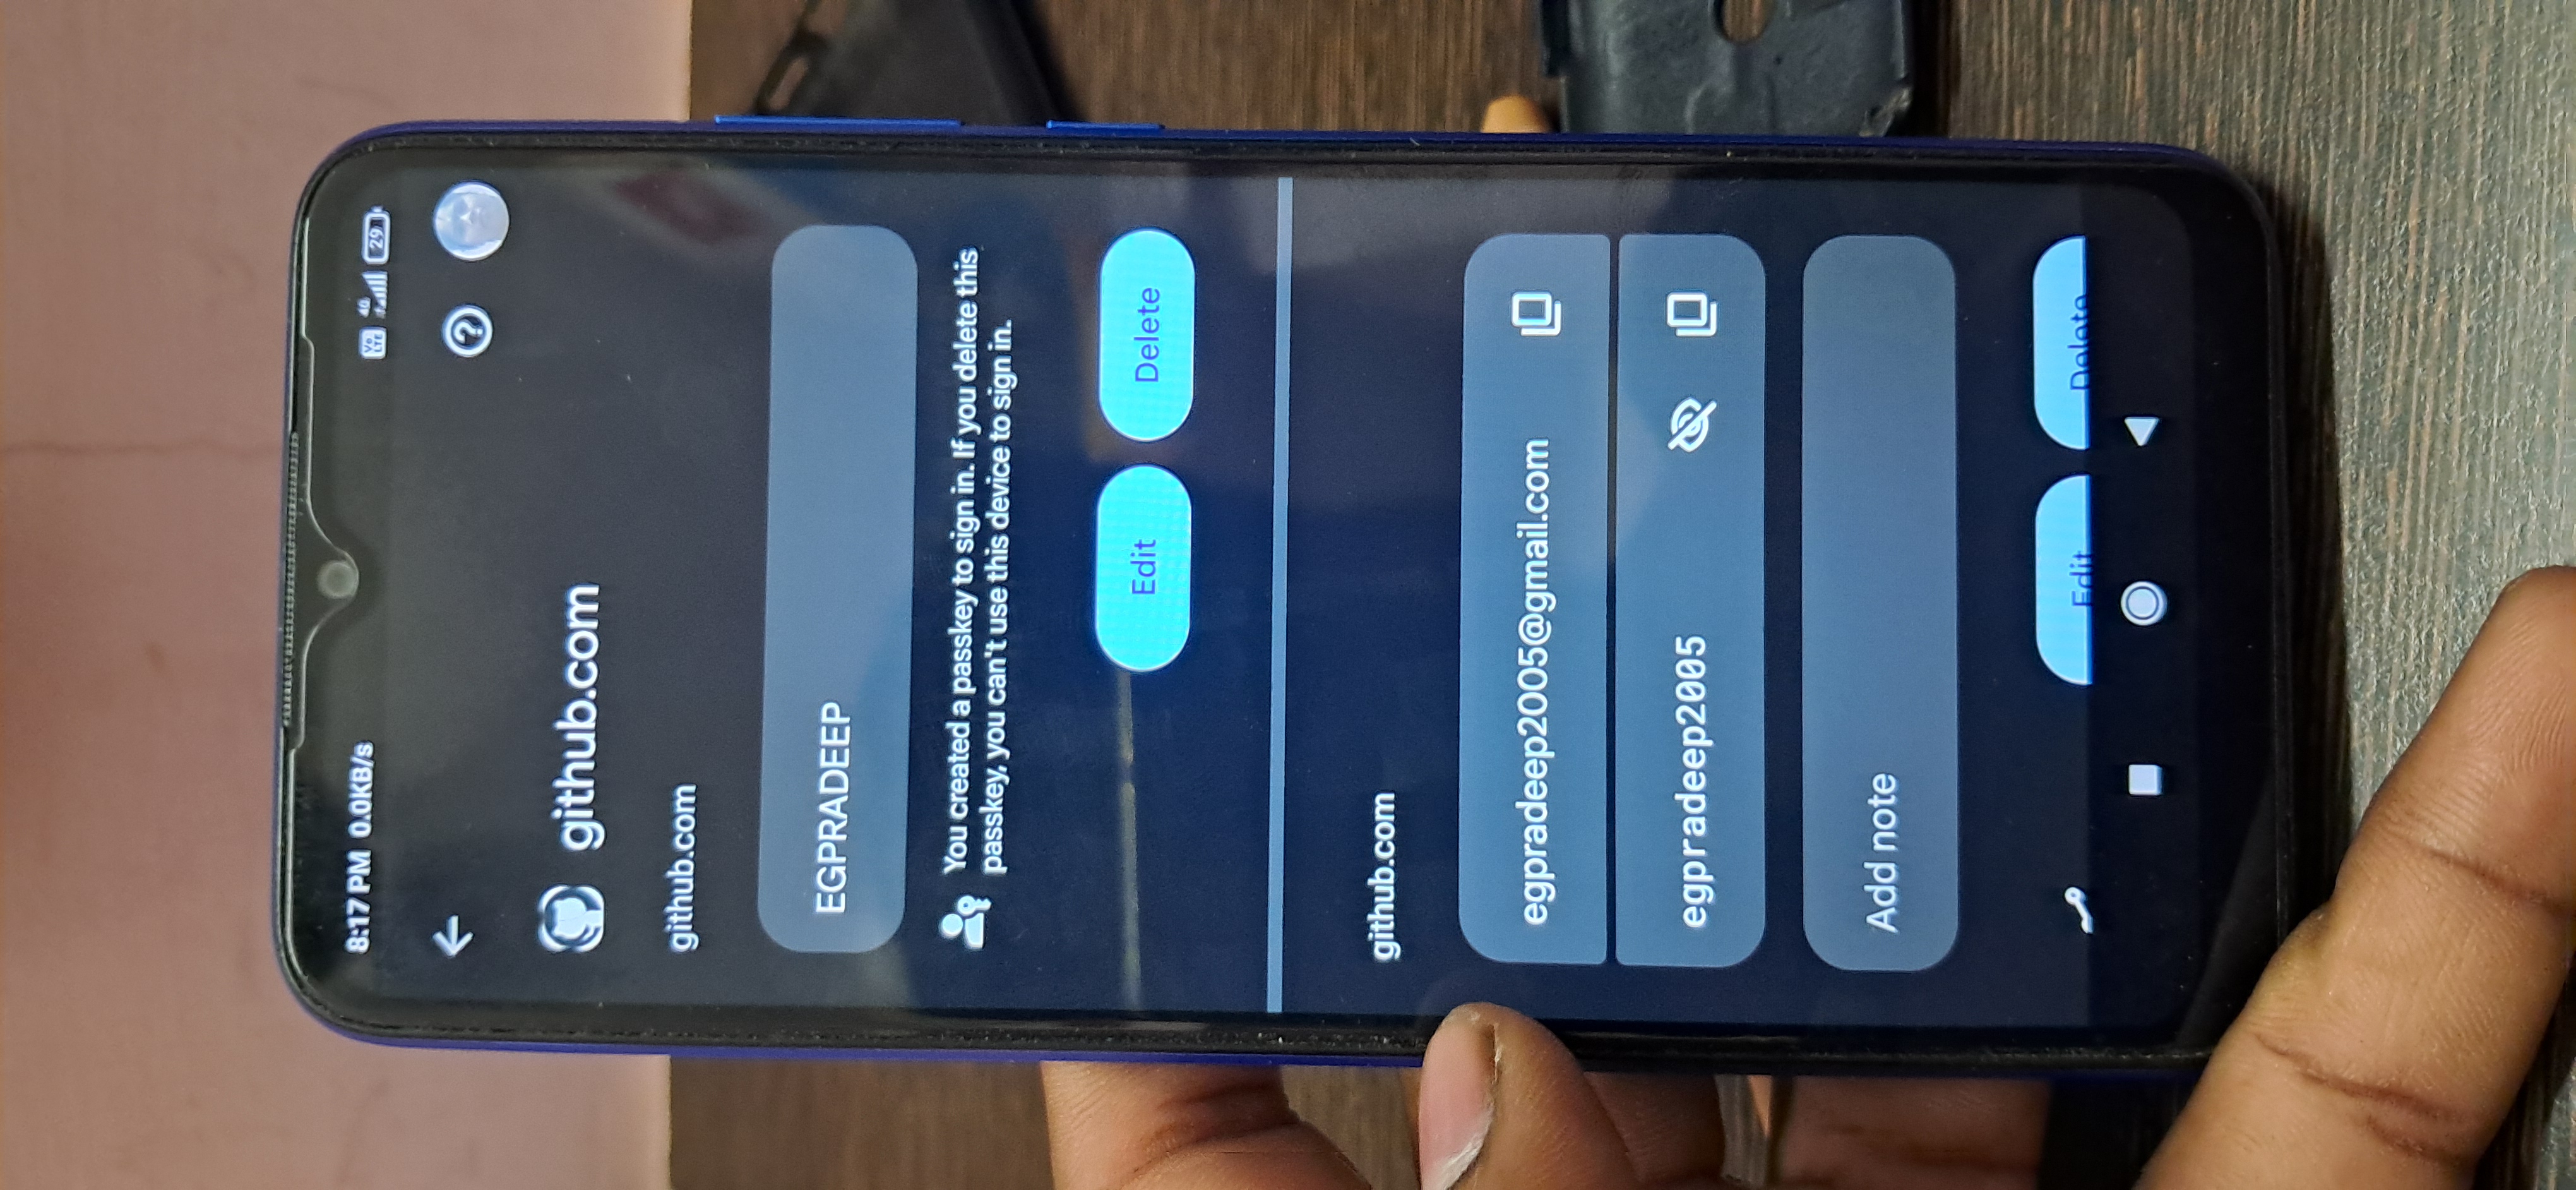 8:17 PM 0.0KB/s Vo LTE 4G 29
github.com
github.com
EGPRADEEP
You created a passkey to sign in. If you delete this
passkey, you can't use this device to sign in.
Edit Delete
github.com
egpradeep2005@gmail.com
egpradeep2005
Add note
Edit Delete